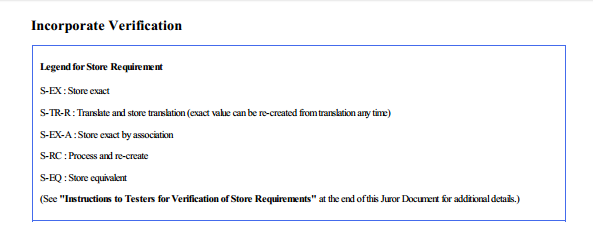 Incorporate Verification
Legend for Store Requirement
S-EX : Store exact
S-TR-R : Translate and store translation (exact value can be re-created from translation any time)
S-EX-A : Store exact by association
S-RC : Process and re-create
S-EQ : Store equivalent
(See "Instructions to Testers for Verification of Store Requirements" at the end of this Juror Document for additional details.)